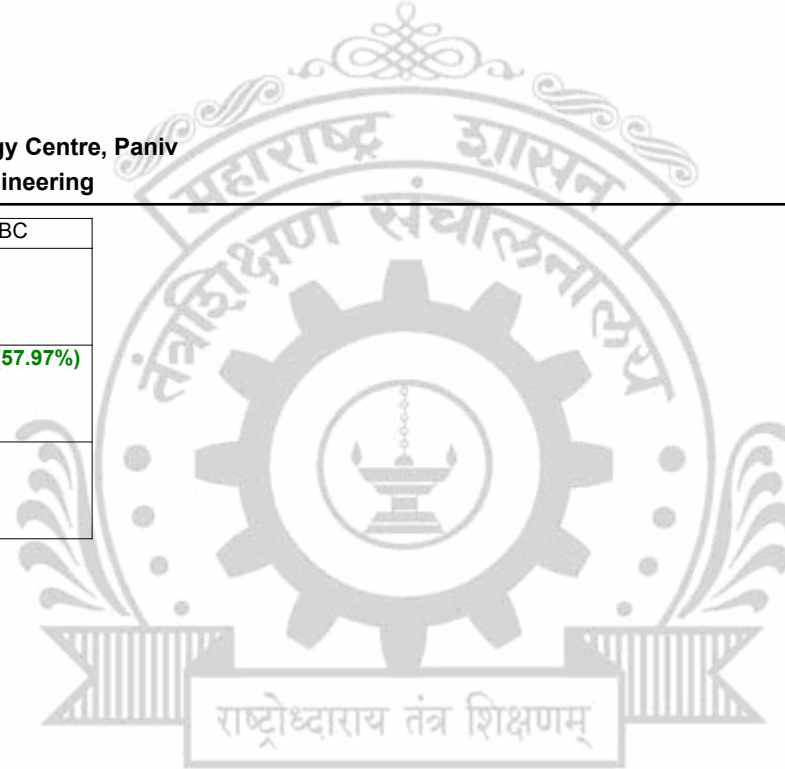 gy Centre, Paniv
ineering
BC
57.97%)
महाराष्ट्र शासन
तंत्रशिक्षण संचालनालय
राष्ट्रोध्दाराय तंत्र शिक्षणम्